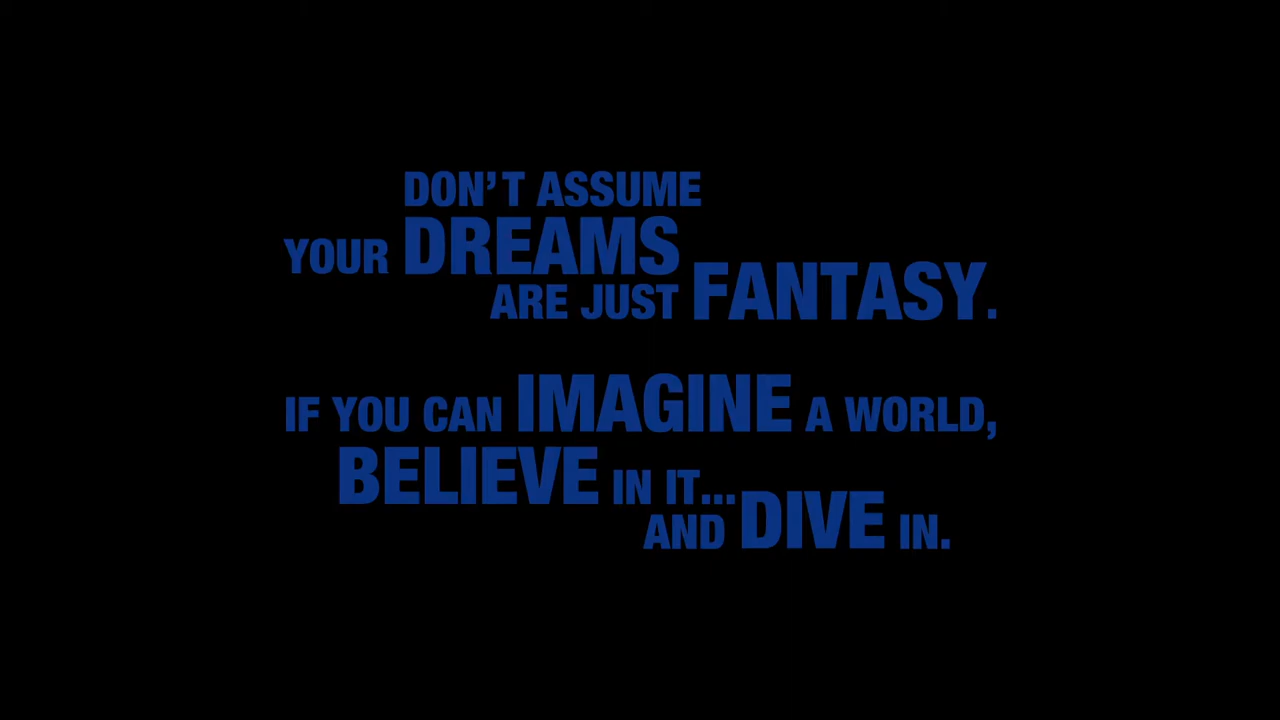 DON'T ASSUME
YOUR DREAMS
ARE JUST FANTASY.
IF YOU CAN IMAGINE A WORLD,
BELIEVE IN IT...
AND DIVE IN.